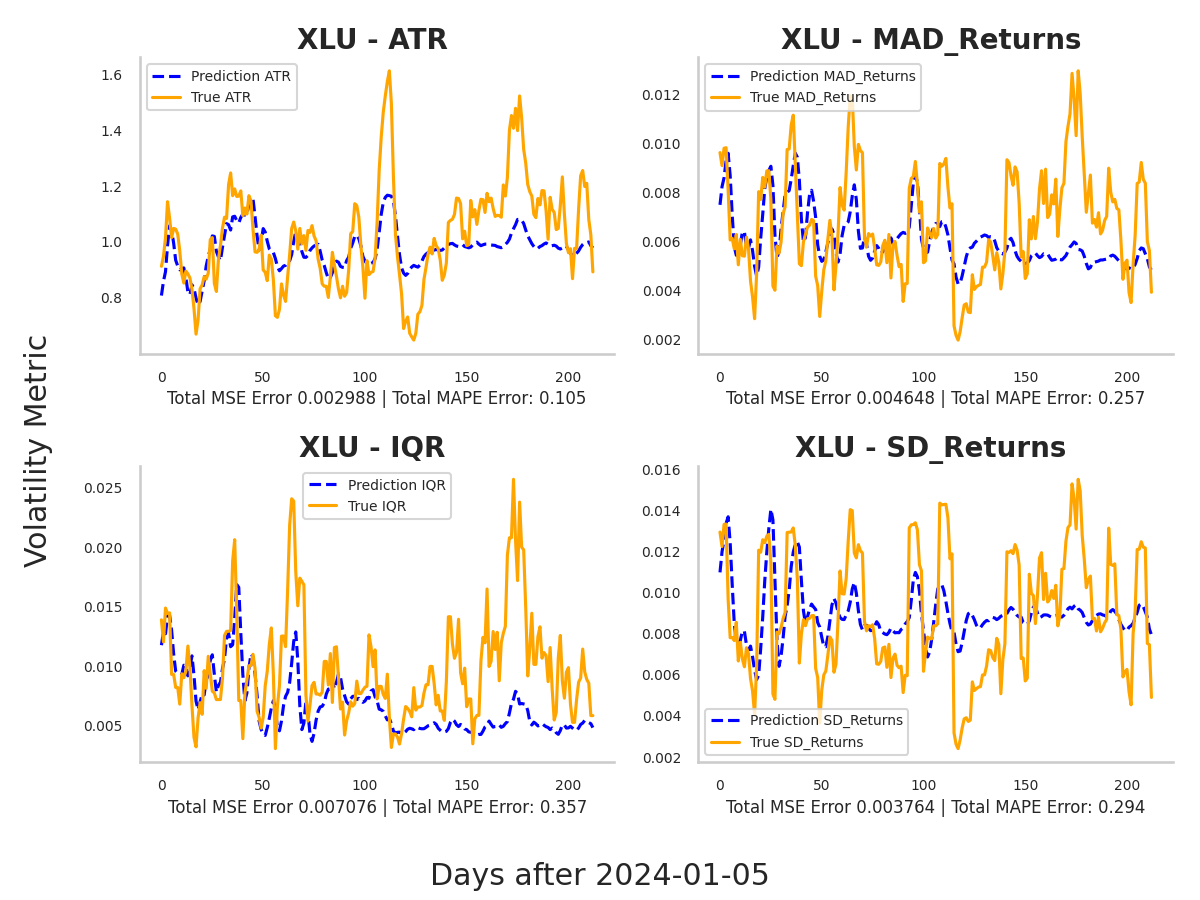 XLU - ATR
Prediction ATR
True ATR
1.6
1.4
1.2
1.0
0.8
0 50 100 150 200
Total MSE Error 0.002988 | Total MAPE Error: 0.105
XLU - MAD_Returns
Prediction MAD_Returns
True MAD_Returns
0.012
0.010
0.008
0.006
0.004
0.002
0 50 100 150 200
Total MSE Error 0.004648 | Total MAPE Error: 0.257
Volatility Metric
XLU - IQR
Prediction IQR
True IQR
0.025
0.020
0.015
0.010
0.005
0 50 100 150 200
Total MSE Error 0.007076 | Total MAPE Error: 0.357
XLU - SD_Returns
0.016
0.014
0.012
0.010
0.008
0.006
0.004
0.002
Prediction SD_Returns
True SD_Returns
0 50 100 150 200
Total MSE Error 0.003764 | Total MAPE Error: 0.294
Days after 2024-01-05